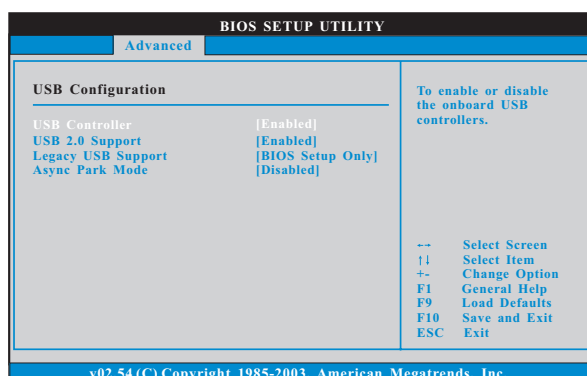 BIOS SETUP UTILITY
Advanced
USB Configuration
USB Controller [Enabled]
USB 2.0 Support [Enabled]
Legacy USB Support [BIOS Setup Only]
Async Park Mode [Disabled]
To enable or disable
the onboard USB
controllers.
←→ Select Screen
↑↓ Select Item
+- Change Option
F1 General Help
F9 Load Defaults
F10 Save and Exit
ESC Exit
v02.54 (C) Copyright 1985-2003, American Megatrends, Inc.